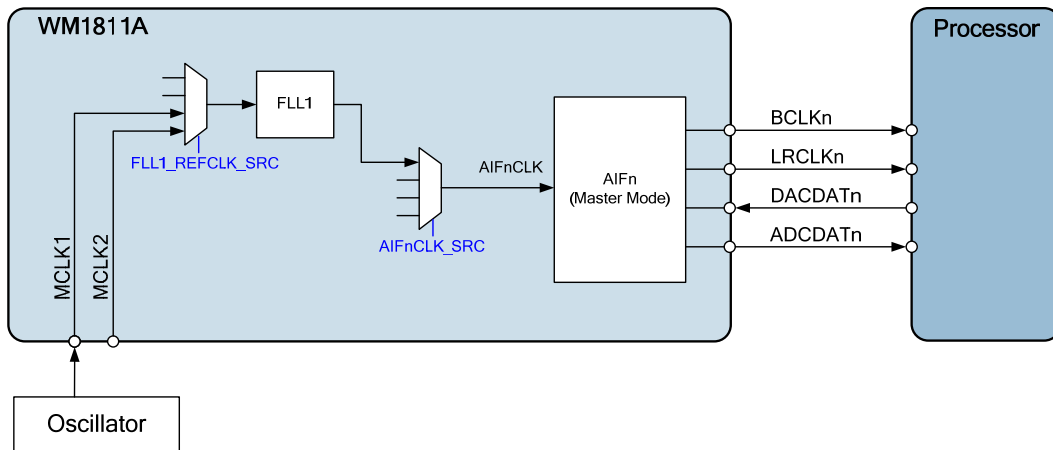 WM1811A
Processor
FLL1
FLL1_REFCLK_SRC
AIFnCLK
AIFnCLK_SRC
AIFn
(Master Mode)
BCLKn
LRCLKn
DACDATn
ADCDATn
MCLK1
MCLK2
Oscillator